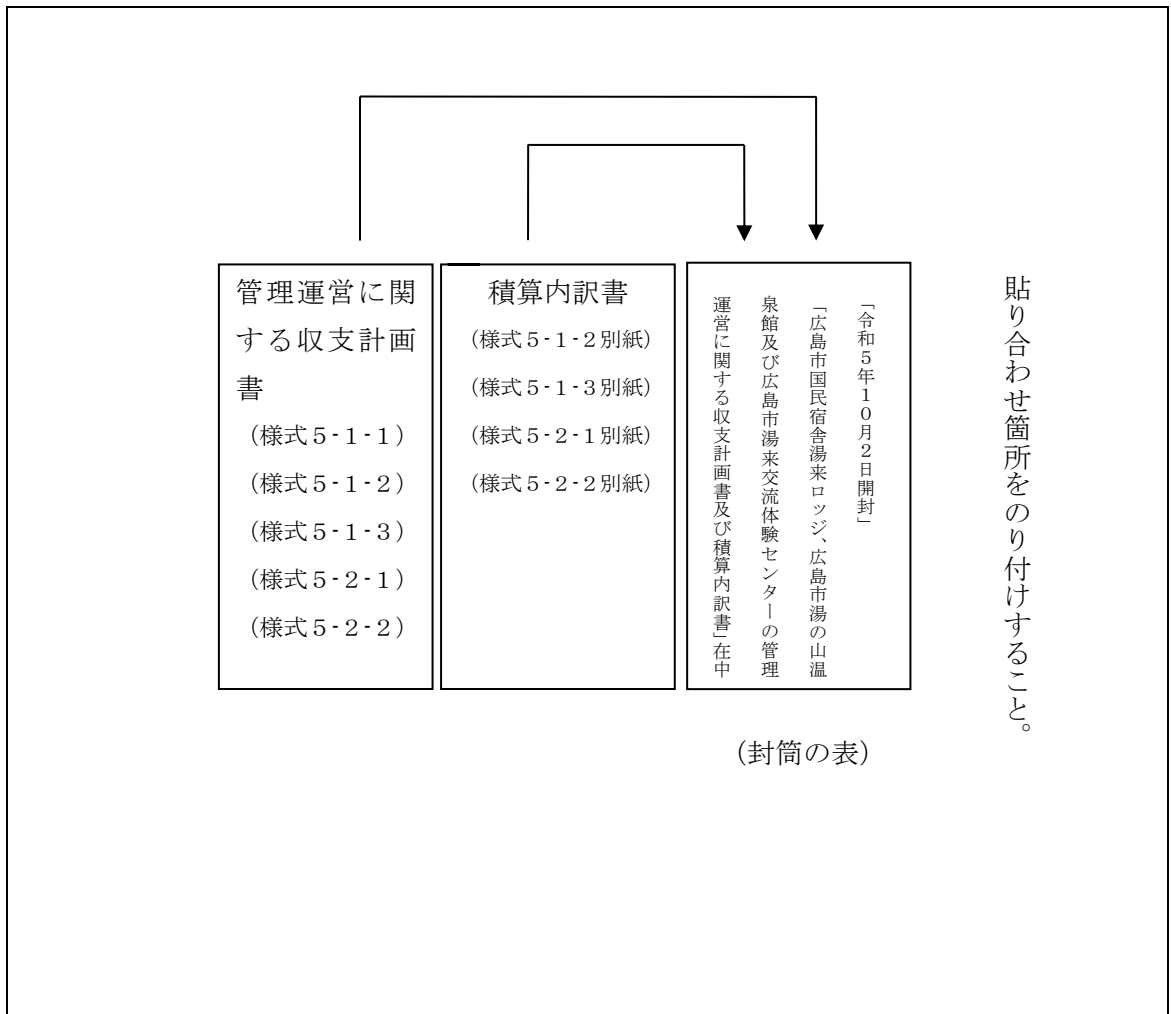 貼り合わせ箇所をのり付けすること。
管理運営に関
する収支計画
書
(様式５-１-１)
(様式５-１-２)
(様式５-１-３)
(様式５-２-１)
(様式５-２-２)
積算内訳書
(様式５-１-２別紙)
(様式５-１-３別紙)
(様式５-２-１別紙)
(様式５-２-２別紙)
「令和５年１０月２日開封」
「広島市国民宿舎湯来ロッジ、広島市湯の山温
泉館及び広島市湯来交流体験センターの管理
運営に関する収支計画書及び積算内訳書」在中
(封筒の表)